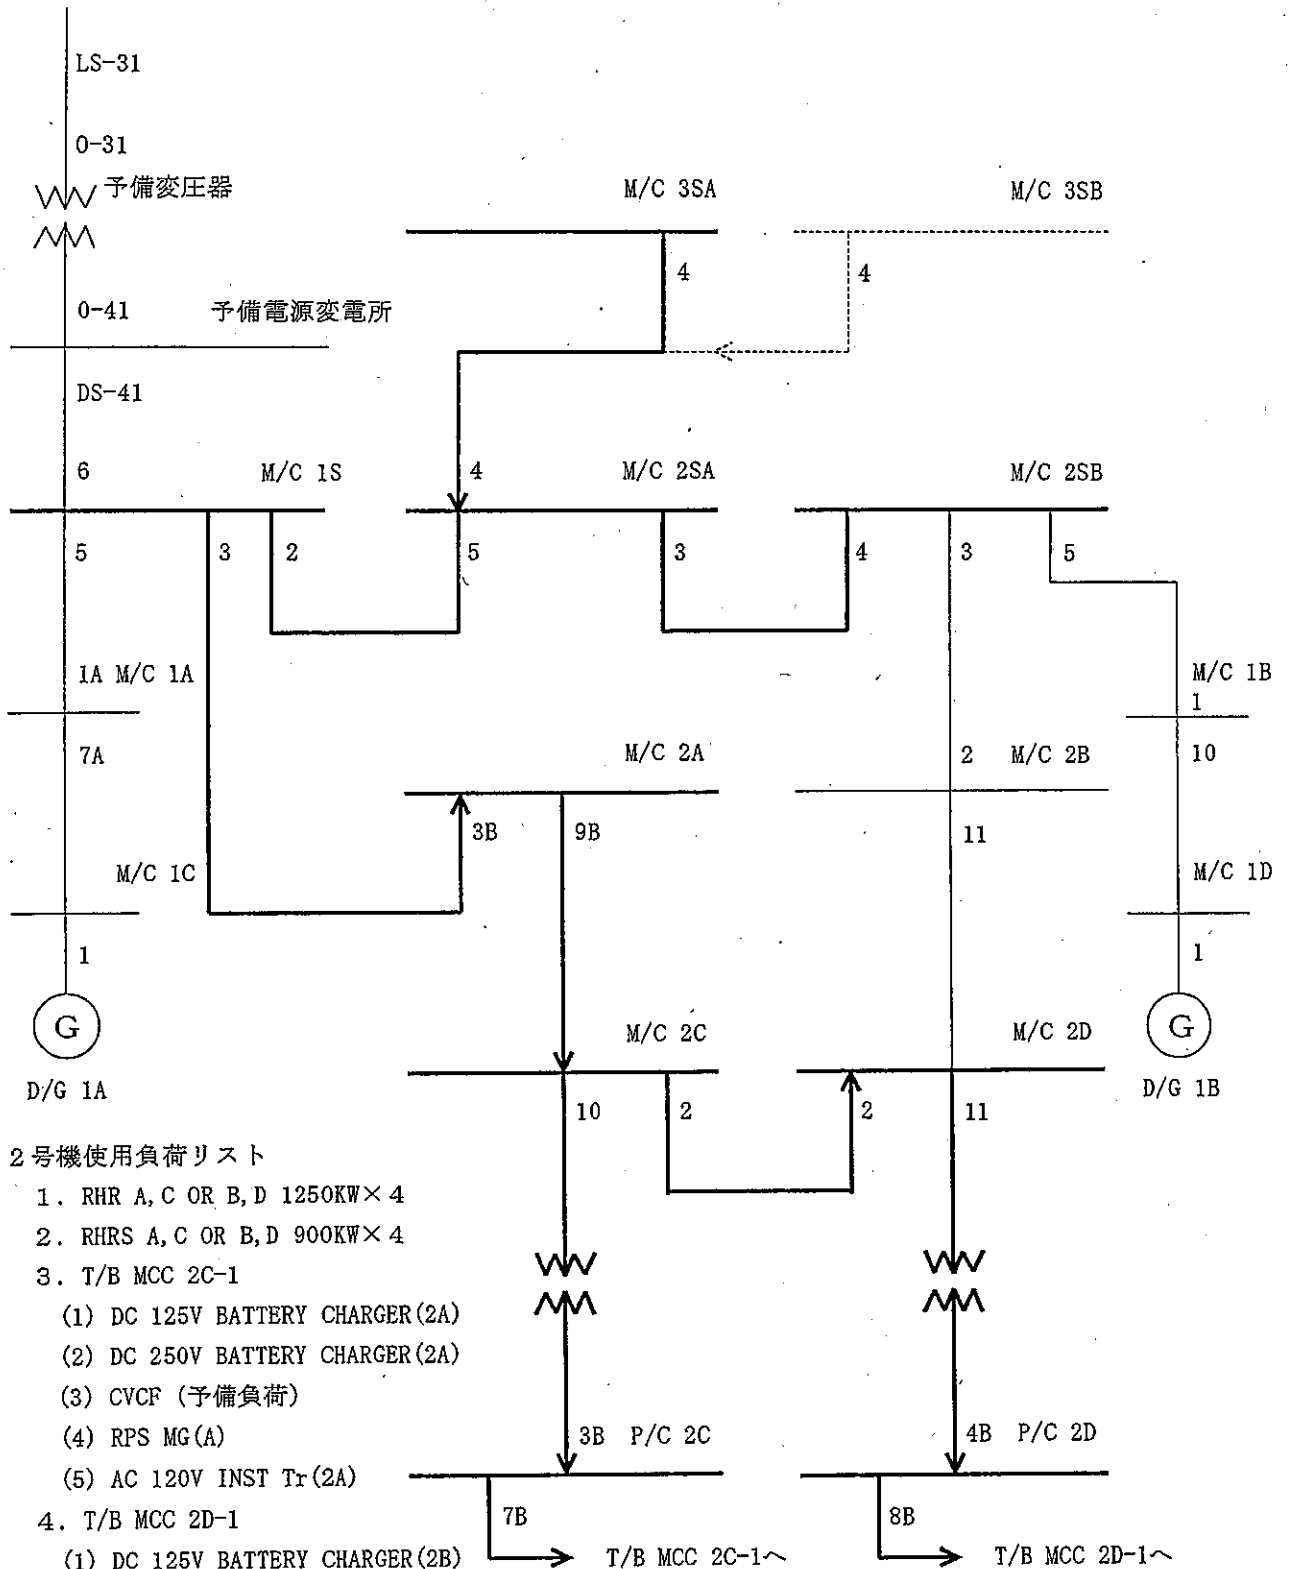 LS-31
0-31
予備変圧器
M/C 3SA
M/C 3SB
4
4
0-41
予備電源変電所
DS-41
6
M/C 1S
4
M/C 2SA
M/C 2SB
5
3
2
5
3
4
3
5
1A M/C 1A
M/C 1B
1
7A
M/C 2A
2
M/C 2B
10
3B
9B
11
M/C 1C
M/C 1D
1
1
G
G
M/C 2C
M/C 2D
D/G 1A
D/G 1B
10
2
2
11
2号機使用負荷リスト
1. RHR A,C OR B,D 1250KW×4
2. RHRS A,C OR B,D 900KW×4
3. T/B MCC 2C-1
(1) DC 125V BATTERY CHARGER(2A)
(2) DC 250V BATTERY CHARGER(2A)
(3) CVCF (予備負荷)
(4) RPS MG(A)
(5) AC 120V INST Tr(2A)
4. T/B MCC 2D-1
(1) DC 125V BATTERY CHARGER(2B)
3B P/C 2C
4B P/C 2D
7B
8B
T/B MCC 2C-1へ
T/B MCC 2D-1へ